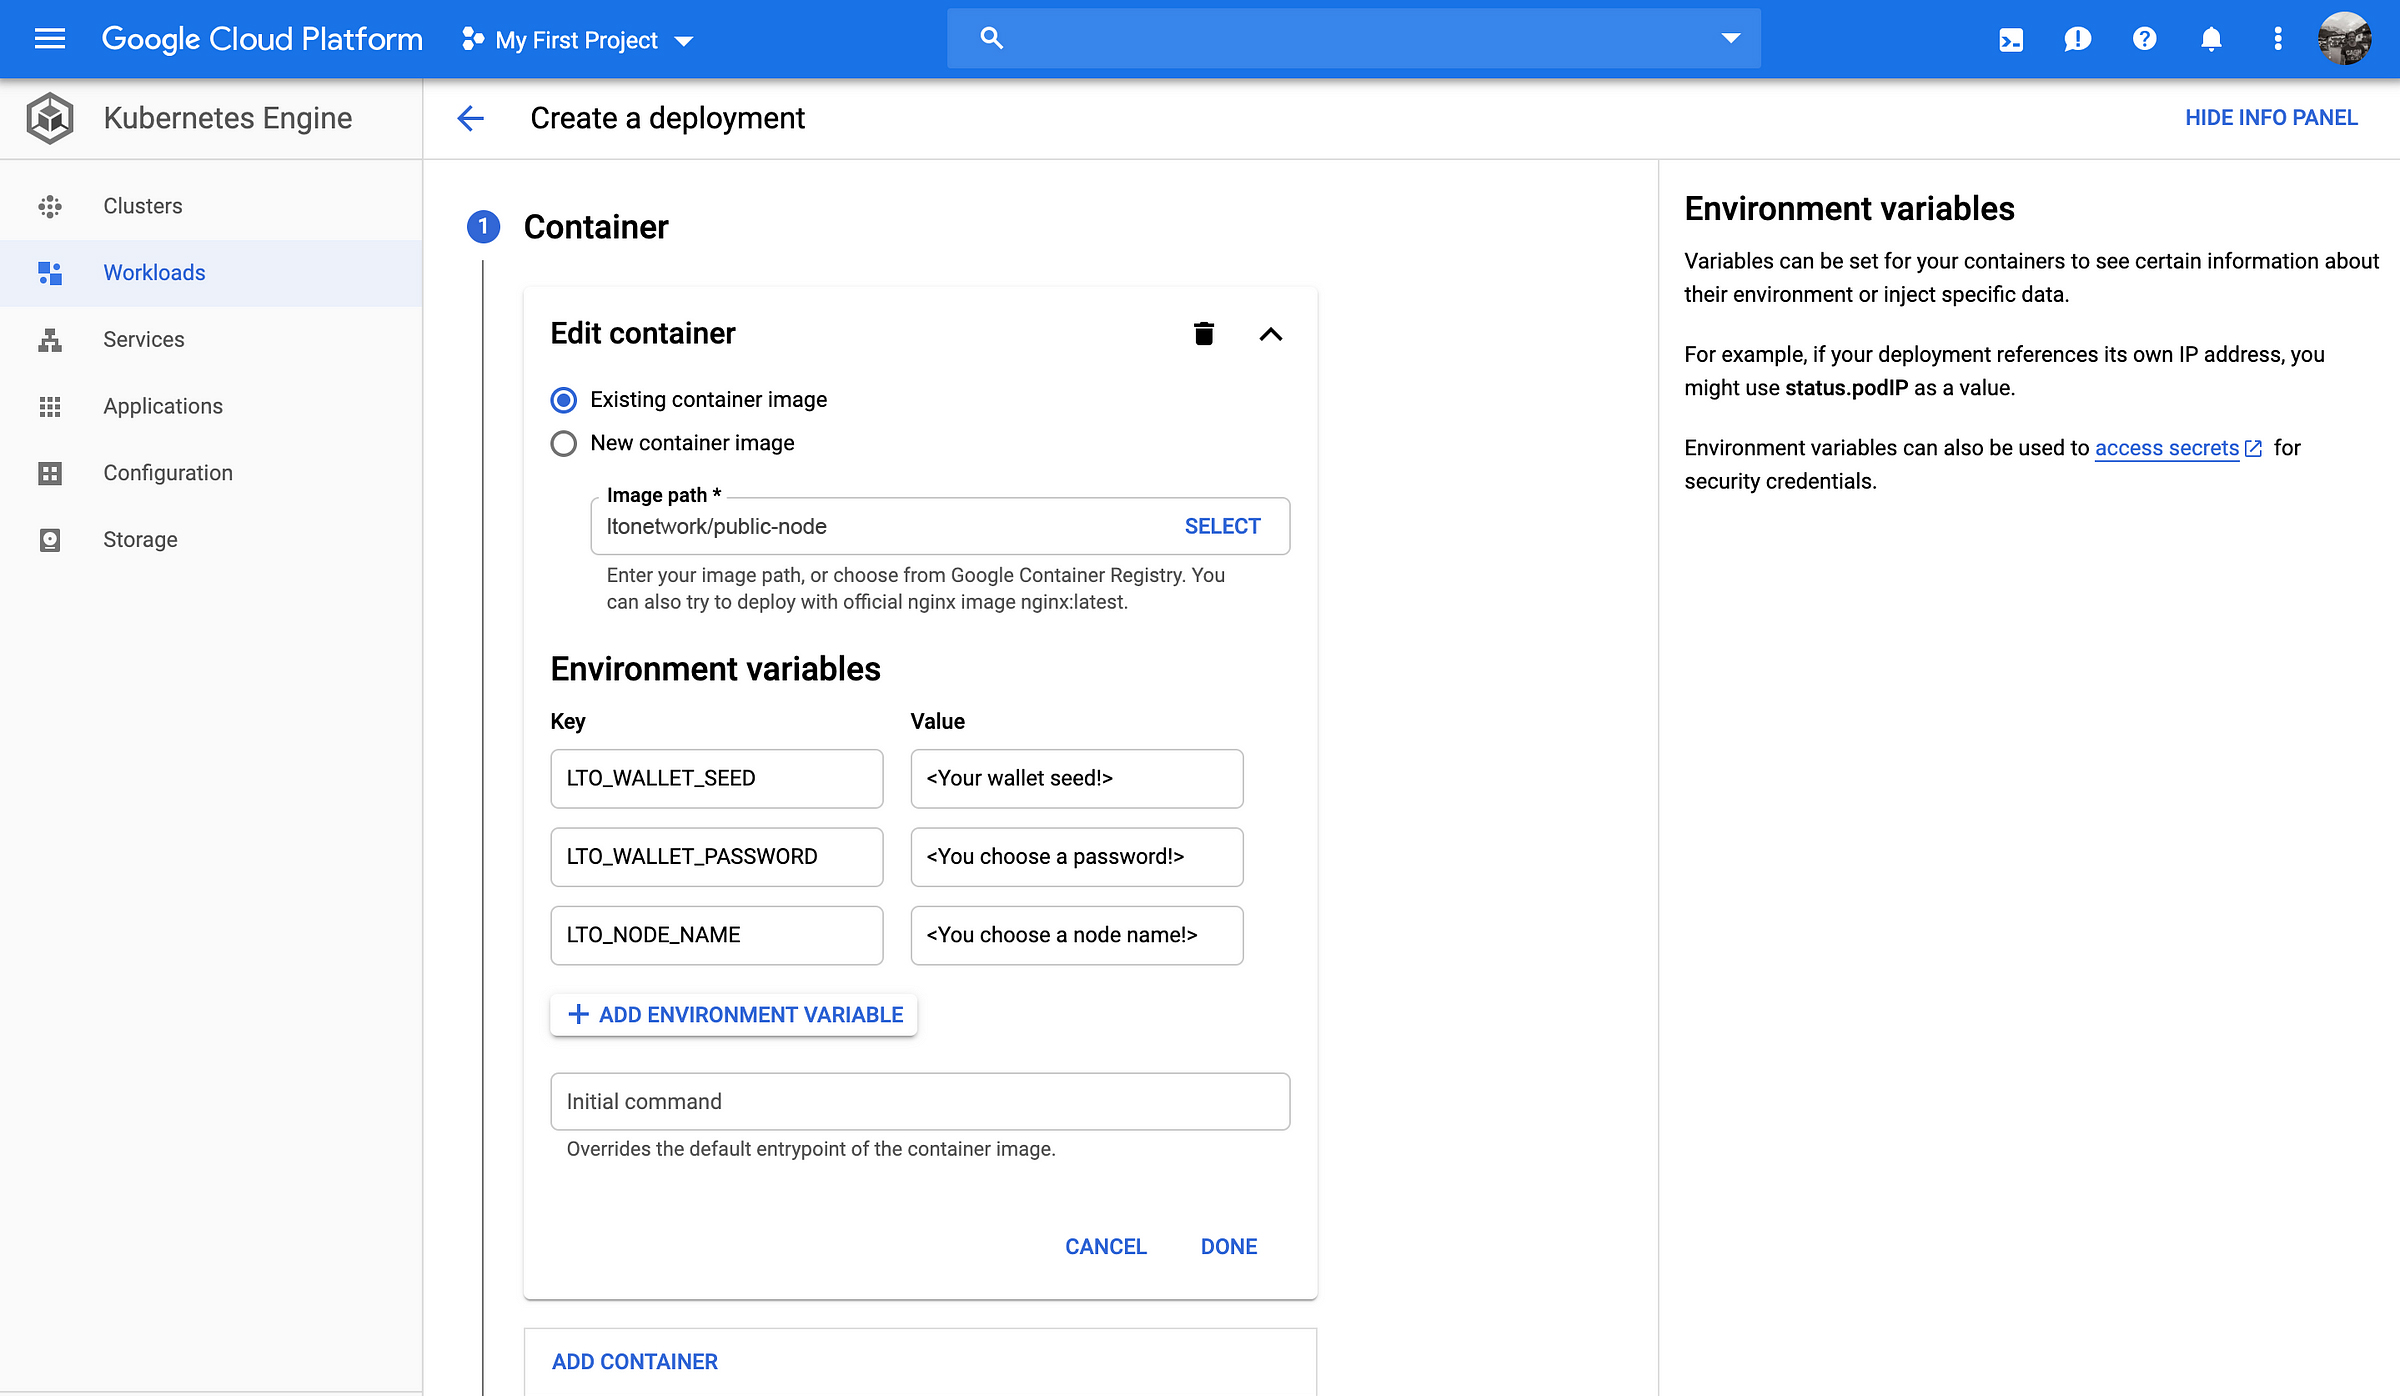 Google Cloud Platform
My First Project
Kubernetes Engine
Create a deployment
HIDE INFO PANEL
Clusters
Workloads
Services
Applications
Configuration
Storage
1 Container
Edit container
Existing container image
New container image
Image path *
ltonetwork/public-node
SELECT
Enter your image path, or choose from Google Container Registry. You
can also try to deploy with official nginx image nginx:latest.
Environment variables
Key Value
LTO_WALLET_SEED <Your wallet seed!>
LTO_WALLET_PASSWORD <You choose a password!>
LTO_NODE_NAME <You choose a node name!>
ADD ENVIRONMENT VARIABLE
Initial command
Overrides the default entrypoint of the container image.
CANCEL DONE
ADD CONTAINER
Environment variables
Variables can be set for your containers to see certain information about
their environment or inject specific data.
For example, if your deployment references its own IP address, you
might use status.podIP as a value.
Environment variables can also be used to access secrets for
security credentials.